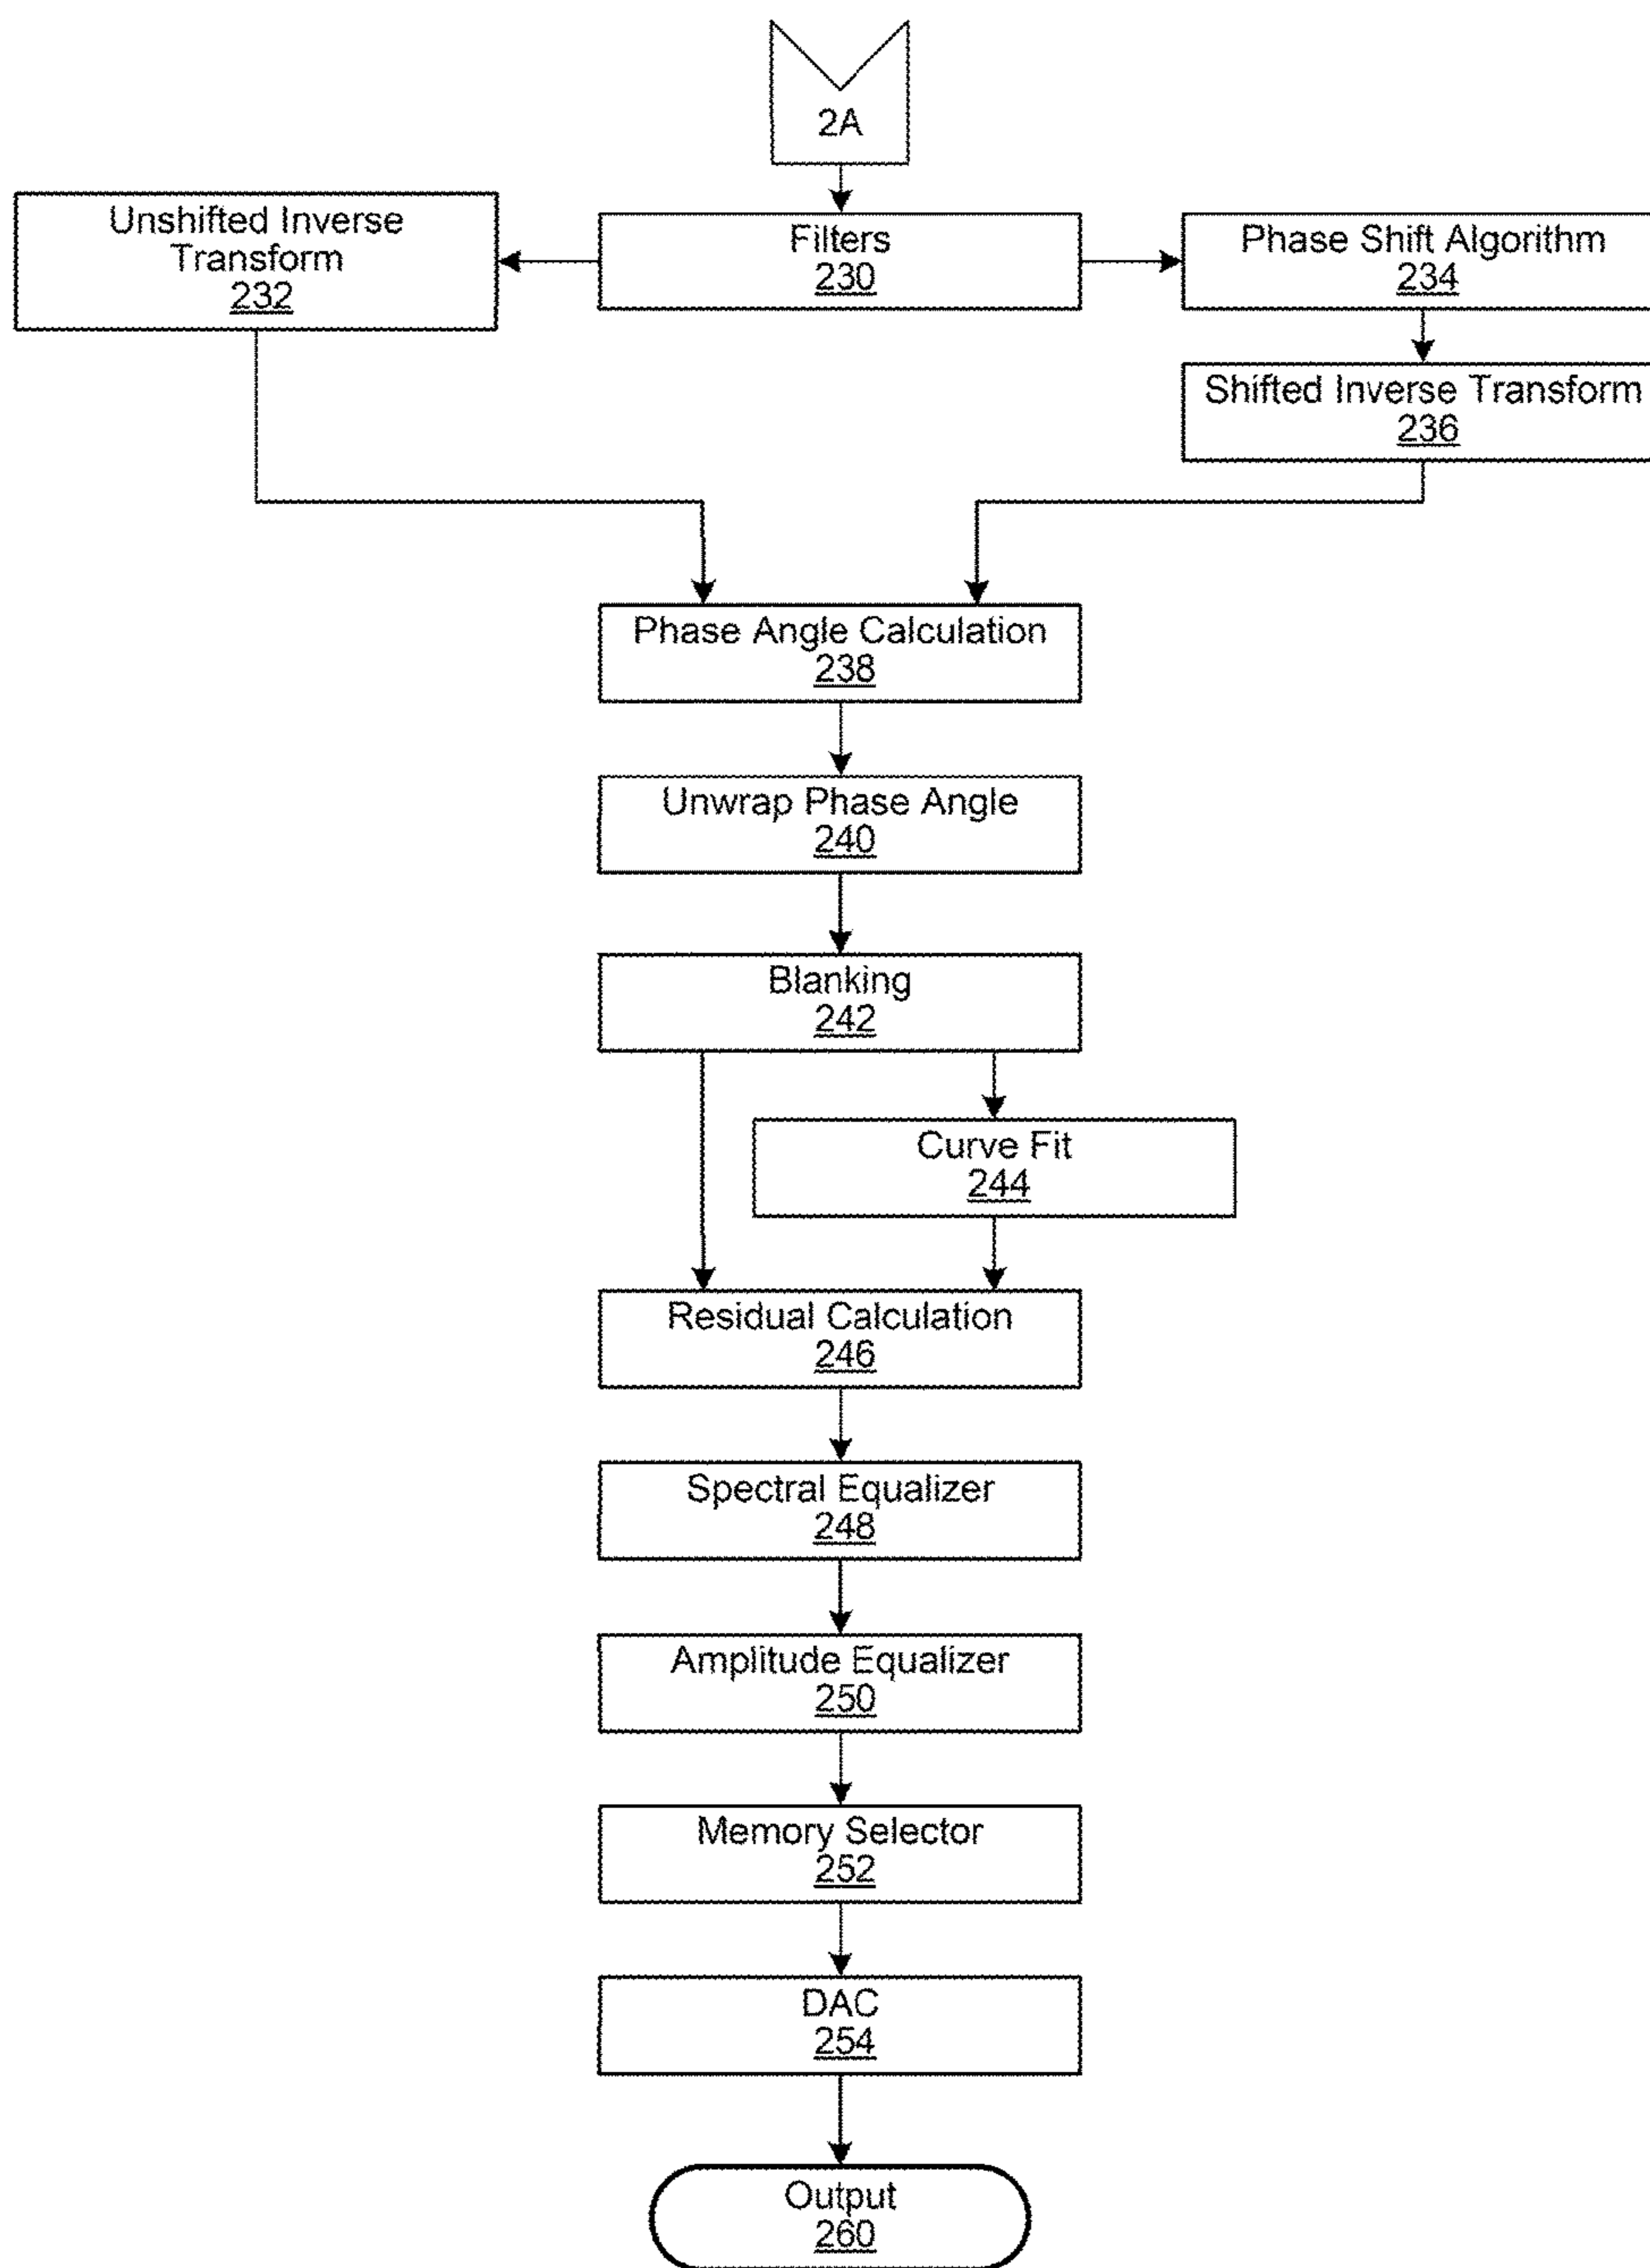 2A
Unshifted Inverse
Transform
232
Filters
230
Phase Shift Algorithm
234
Shifted Inverse Transform
236
Phase Angle Calculation
238
Unwrap Phase Angle
240
Blanking
242
Curve Fit
244
Residual Calculation
246
Spectral Equalizer
248
Amplitude Equalizer
250
Memory Selector
252
DAC
254
Output
260